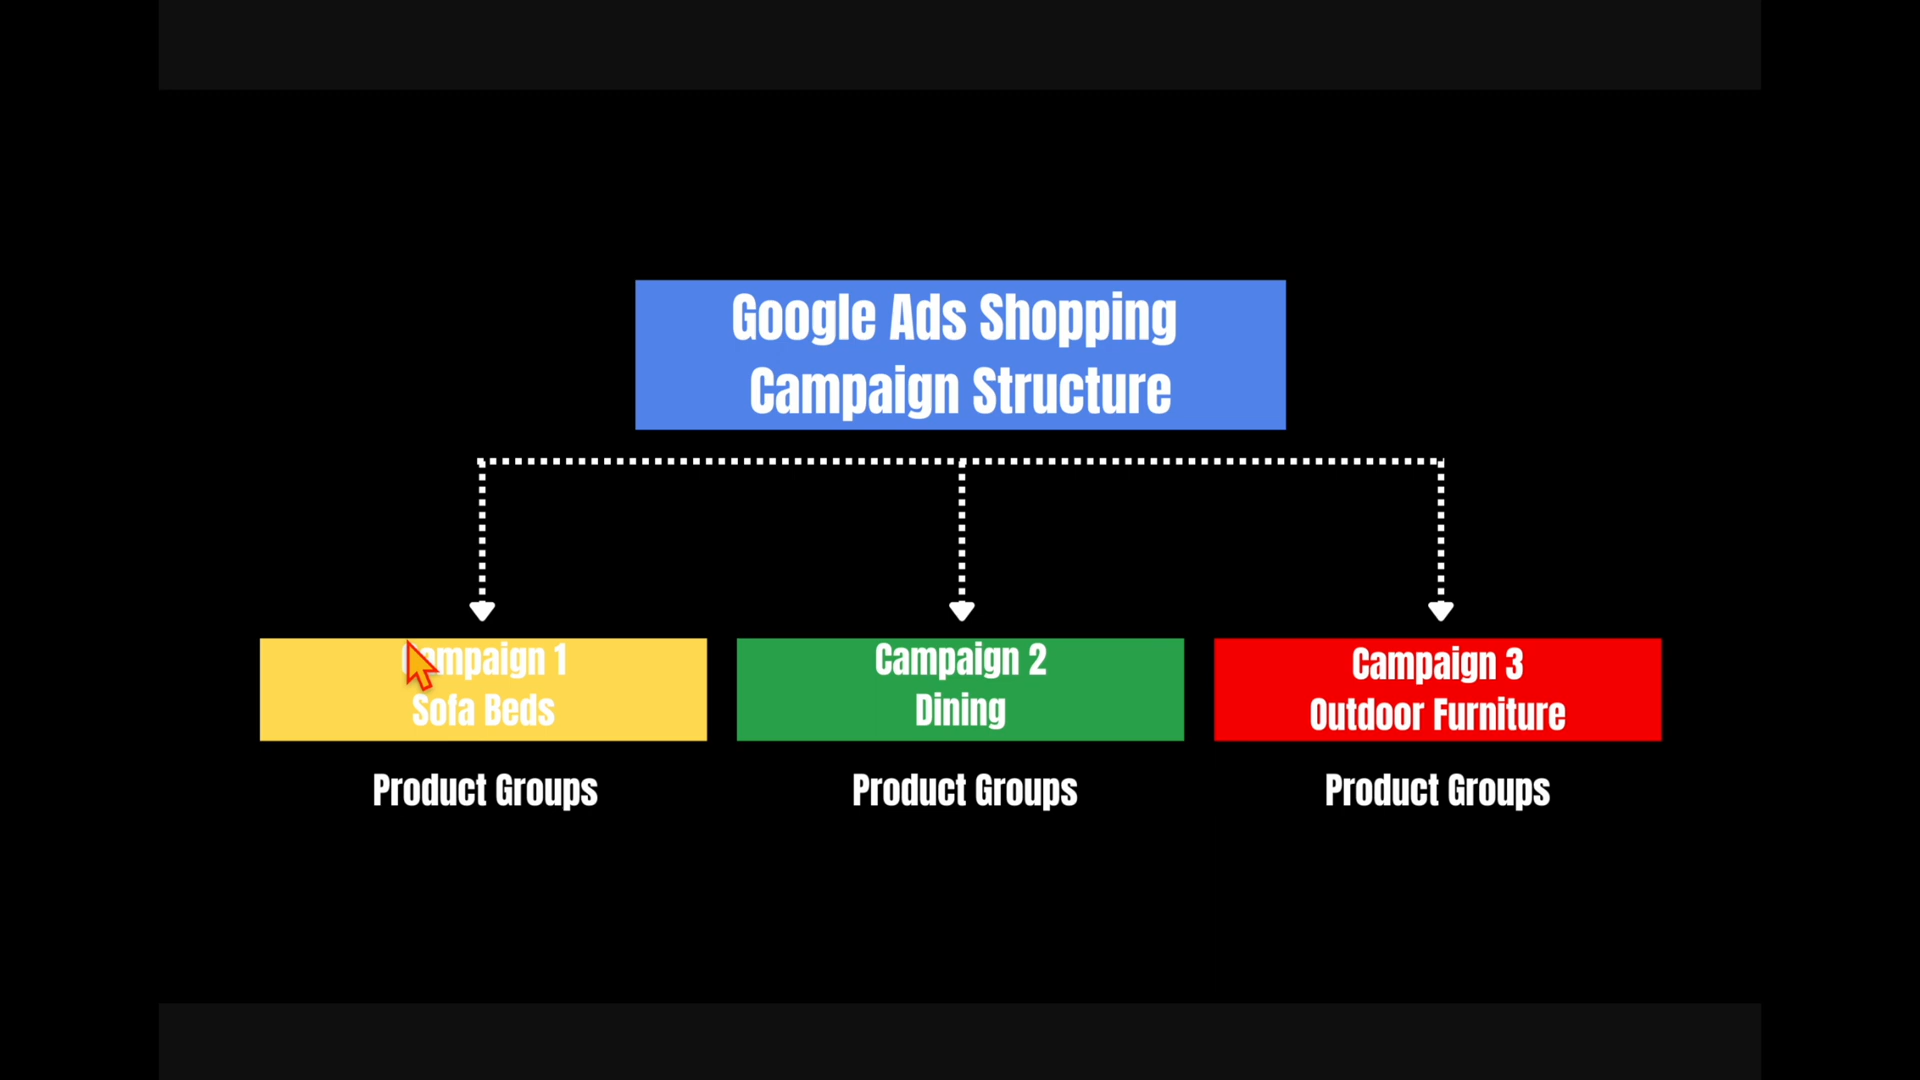 Google Ads Shopping
Campaign Structure
Campaign 1
Sofa Beds
Campaign 2
Dining
Campaign 3
Outdoor Furniture
Product Groups
Product Groups
Product Groups